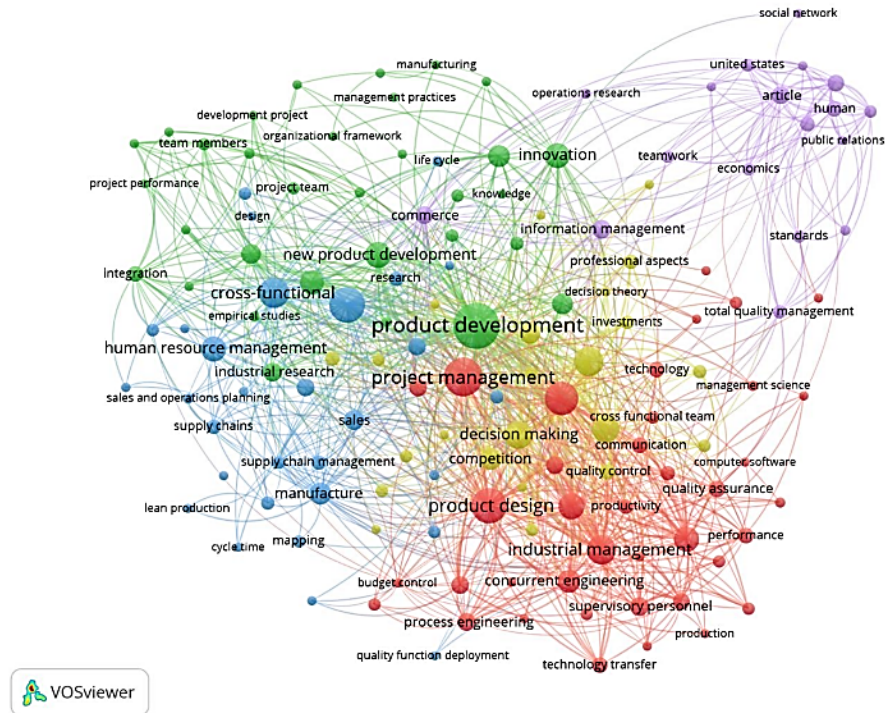 social network
manufacturing
united states
operations research
management practices
article
human
development project
organizational framework
team members
public relations
life cycle
innovation
teamwork
economics
project performance
project team
knowledge
design
commerce
information management
standards
new product development
professional aspects
Integration
research
cross-functional
decision theory
empirical studies
product development
investments
total quality management
human resource management
industrial research
project management
technology
management science
sales and operations planning
supply chains
sales
cross functional team
decision making
communication
supply chain management
competition
quality control
computer software
manufacture
quality assurance
lean production
product design
productivity
cycle time
mapping
industrial management
performance
budget control
concurrent engineering
supervisory personnel
process engineering
production
quality function deployment
technology transfer
VOSviewer